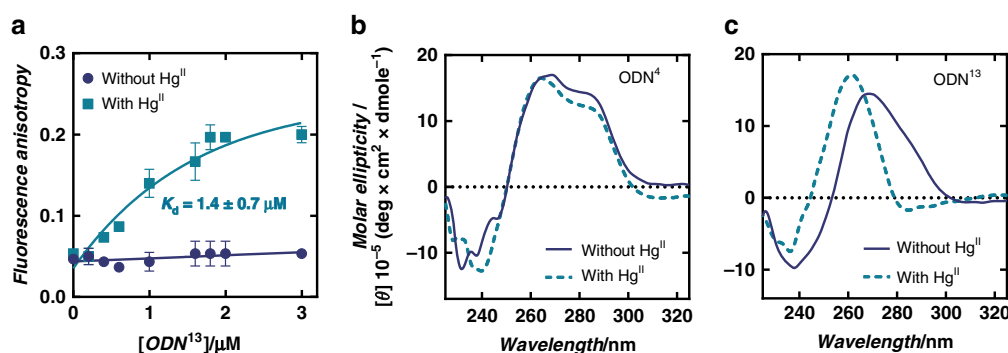 a
Fluorescence anisotropy
0.3
0.2
0.1
0.0
Without Hg^II
With Hg^II
K_d = 1.4 ± 0.7 μM
0 1 2 3
[ODN^13]/μM
b
Molar ellipticity /
[θ] 10^−5 (deg × cm^2 × dmole^−1)
20
10
0
−10
ODN^4
Without Hg^II
With Hg^II
240 260 280 300 320
Wavelength/nm
c
20
10
0
−10
ODN^13
Without Hg^II
With Hg^II
240 260 280 300 320
Wavelength/nm